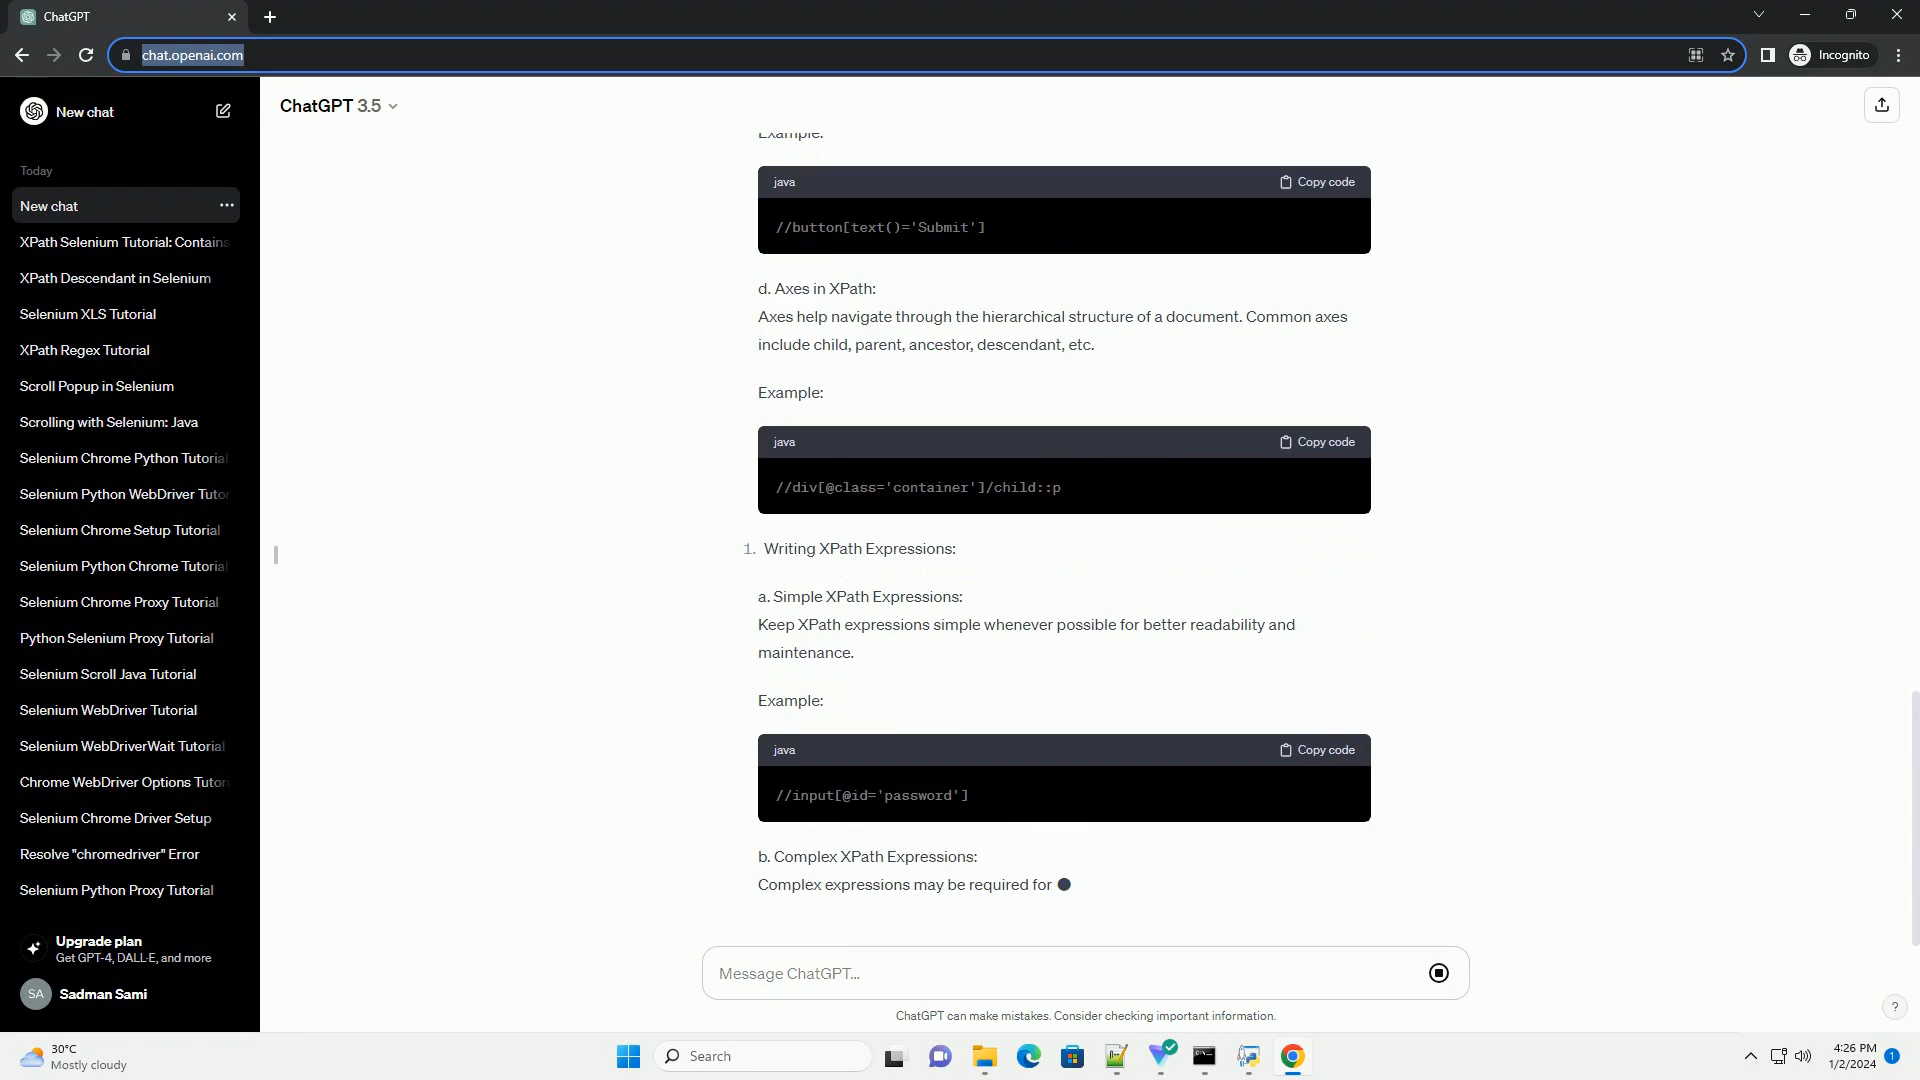 ChatGPT
chat.openai.com
Incognito
New chat
Today
New chat
XPath Selenium Tutorial: Contains
XPath Descendant in Selenium
Selenium XLS Tutorial
XPath Regex Tutorial
Scroll Popup in Selenium
Scrolling with Selenium: Java
Selenium Chrome Python Tutorial
Selenium Python WebDriver Tutor
Selenium Chrome Setup Tutorial
Selenium Python Chrome Tutorial
Selenium Chrome Proxy Tutorial
Python Selenium Proxy Tutorial
Selenium Scroll Java Tutorial
Selenium WebDriver Tutorial
Selenium WebDriverWait Tutorial
Chrome WebDriver Options Tutori
Selenium Chrome Driver Setup
Resolve "chromedriver" Error
Selenium Python Proxy Tutorial
Upgrade plan
Get GPT-4, DALL·E, and more
SA
Sadman Sami
ChatGPT 3.5
Example:
java
Copy code
//button[text()='Submit']
d. Axes in XPath:
Axes help navigate through the hierarchical structure of a document. Common axes
include child, parent, ancestor, descendant, etc.
Example:
java
Copy code
//div[@class='container']/child::p
1. Writing XPath Expressions:
a. Simple XPath Expressions:
Keep XPath expressions simple whenever possible for better readability and
maintenance.
Example:
java
Copy code
//input[@id='password']
b. Complex XPath Expressions:
Complex expressions may be required for
Message ChatGPT...
ChatGPT can make mistakes. Consider checking important information.
?
30°C
Mostly cloudy
Search
4:26 PM
1/2/2024
1